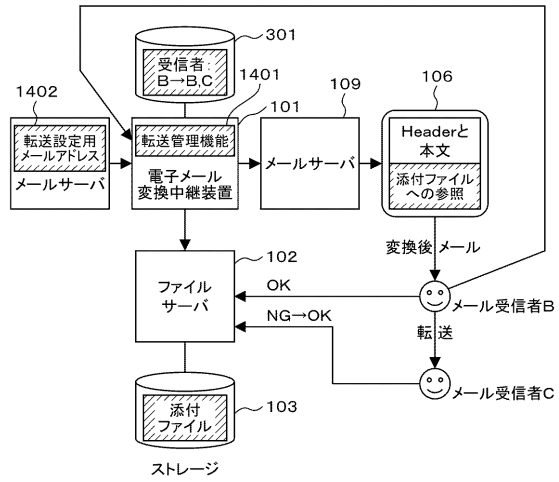 301
受信者:
B→B,C
1402
1401
101
109
106
転送設定用
メールアドレス
メールサーバ
転送管理機能
電子メール
変換中継装置
メールサーバ
Headerと
本文
添付ファイル
への参照
変換後メール
102
ファイル
サーバ
OK
メール受信者B
NG→OK
転送
メール受信者C
添付
ファイル
103
ストレージ